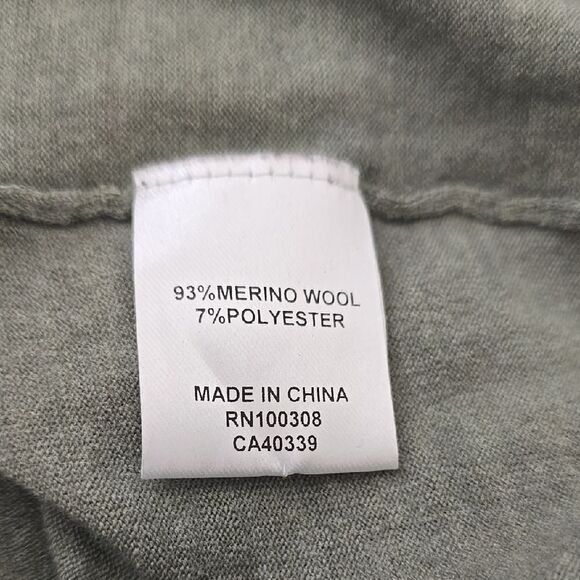 93%MERINO WOOL
7%POLYESTER
MADE IN CHINA
RN100308
CA40339